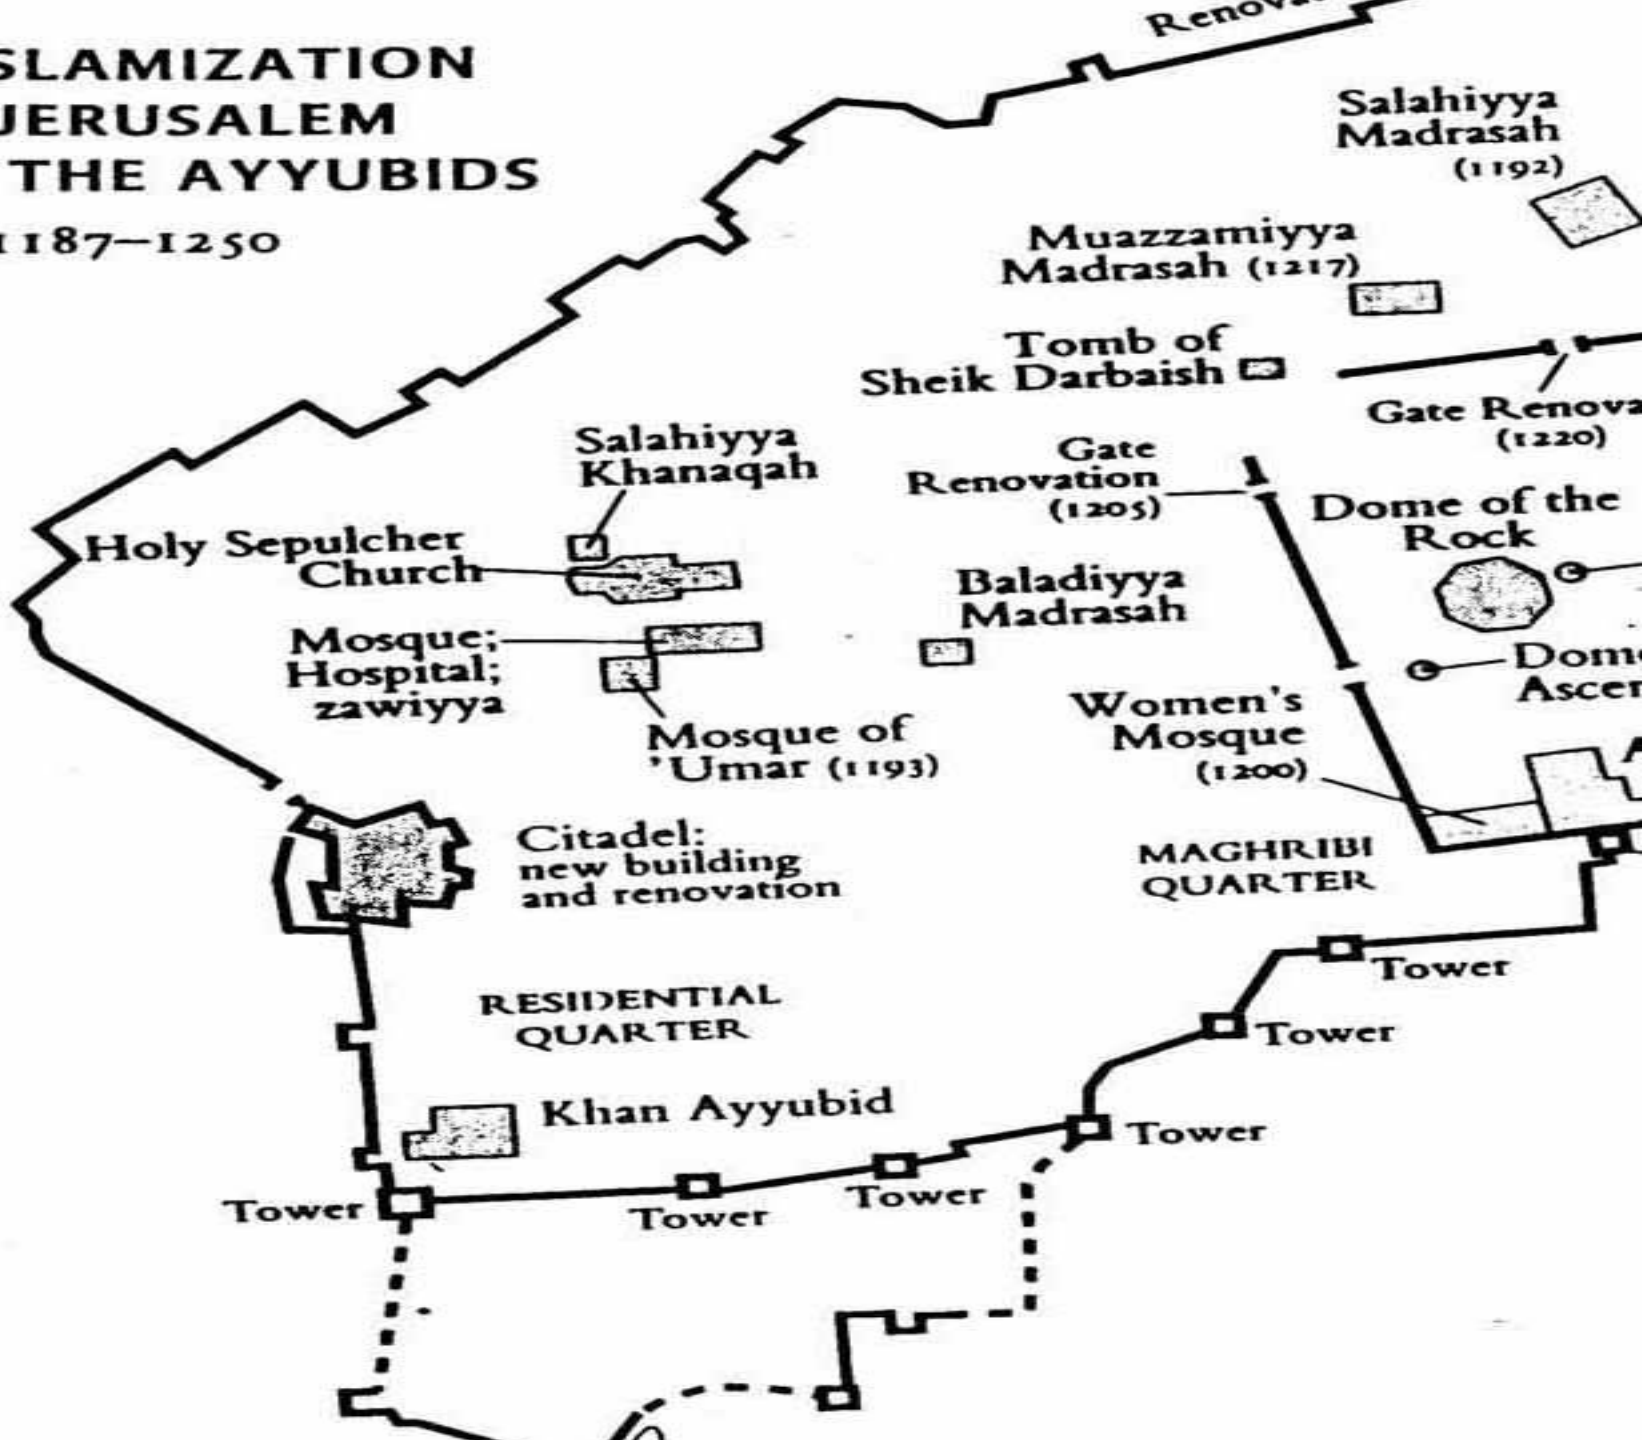 SLAMIZATION
JERUSALEM
THE AYYUBIDS
1187–1250
Salahiyya
Madrasah
(1192)
Muazzamiyya
Madrasah (1217)
Tomb of
Sheik Darbaish
Gate Renova
(1220)
Salahiyya
Khanaqah
Gate
Renovation
(1205)
Dome of the
Rock
Holy Sepulcher
Church
Baladiyya
Madrasah
Mosque;
Hospital;
zawiyya
Mosque of
'Umar (1193)
Women's
Mosque
(1200)
Citadel:
new building
and renovation
MAGHRIBI
QUARTER
Tower
RESIDENTIAL
QUARTER
Tower
Khan Ayyubid
Tower
Tower
Tower
Tower